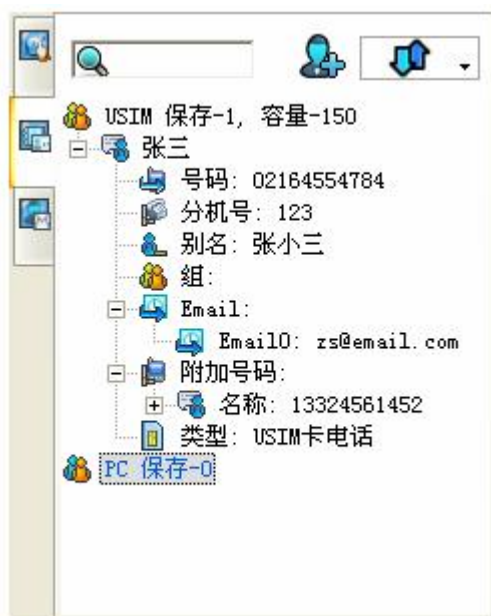 USIM 保存-1, 容量-150
张三
号码: 02164554784
分机号: 123
别名: 张小三
组:
Email:
Email0: zs@email.com
附加号码:
名称: 13324561452
类型: USIM卡电话
PC 保存-0